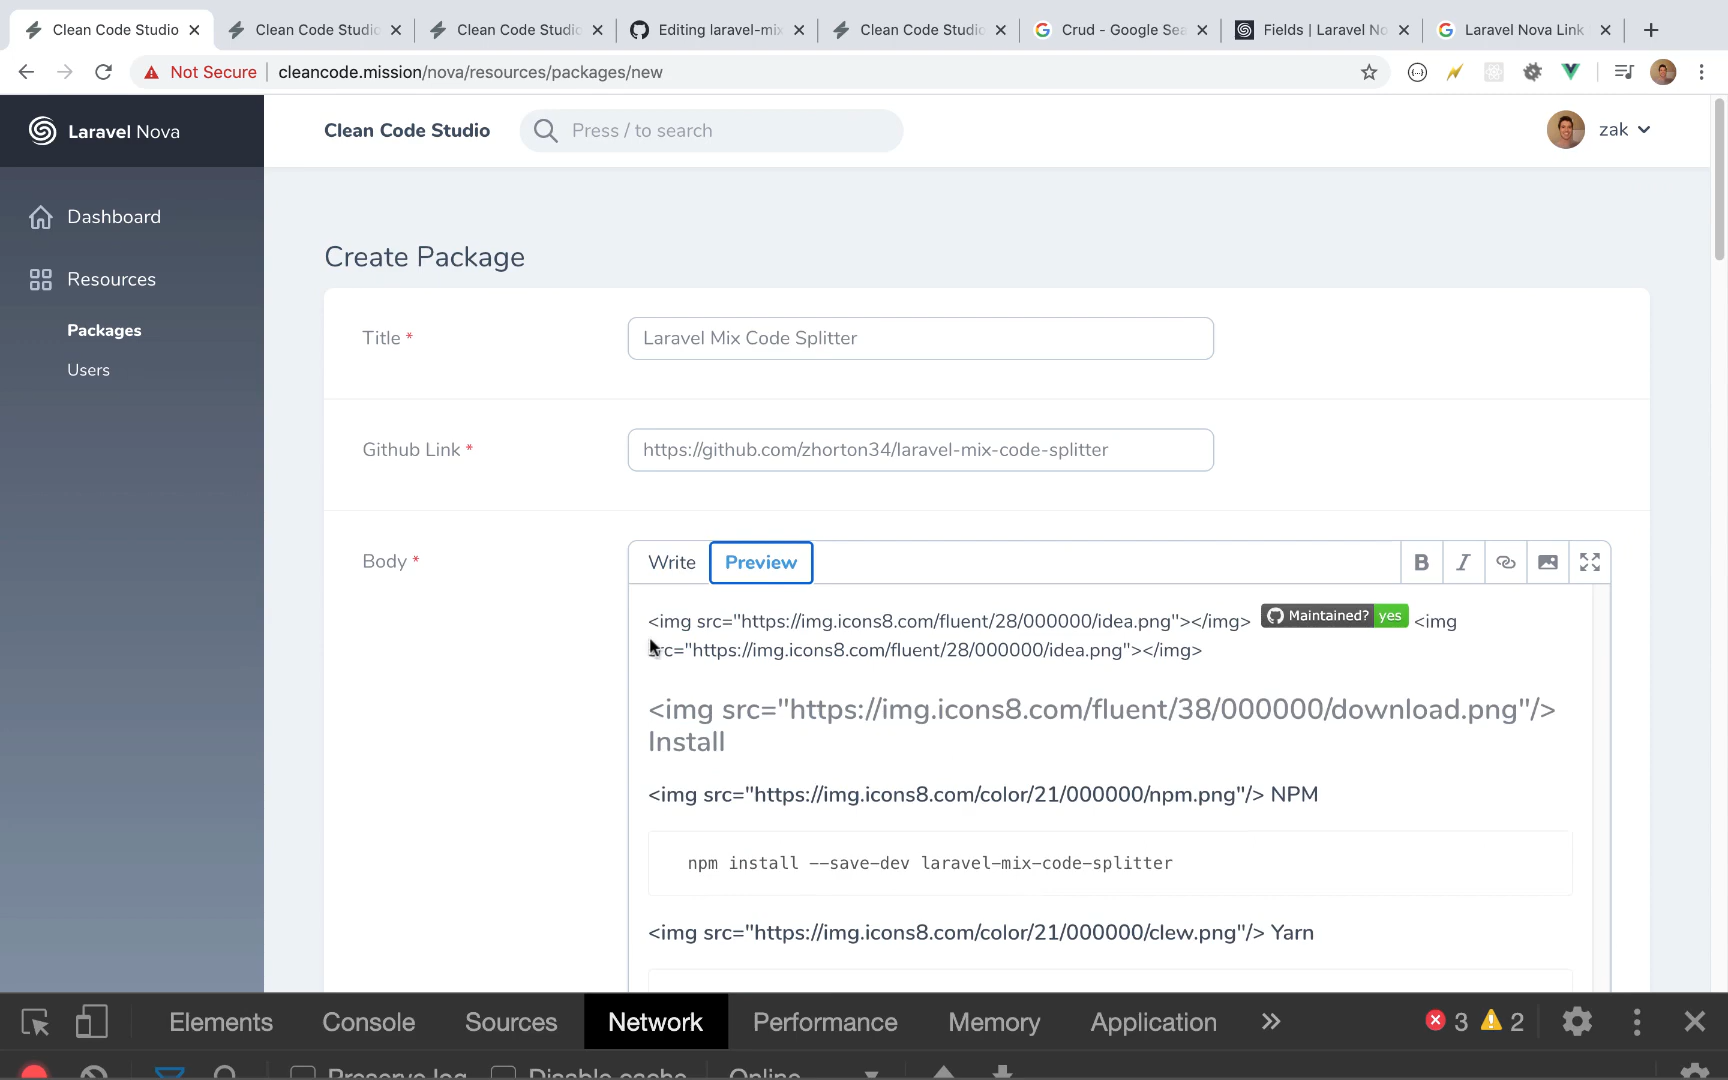 Clean Code Studio
Clean Code Studio
Clean Code Studio
Editing laravel-mix
Clean Code Studio
Crud - Google Sea
Fields | Laravel No
Laravel Nova Link
Not Secure
cleancode.mission/nova/resources/packages/new
Laravel Nova
Clean Code Studio
Press / to search
zak
Dashboard
Resources
Packages
Users
Create Package
Title *
Laravel Mix Code Splitter
Github Link *
https://github.com/zhorton34/laravel-mix-code-splitter
Body *
Write
Preview
B
I
<img src="https://img.icons8.com/fluent/28/000000/idea.png"></img> Maintained? yes <img
src="https://img.icons8.com/fluent/28/000000/idea.png"></img>
<img src="https://img.icons8.com/fluent/38/000000/download.png"/>
Install
<img src="https://img.icons8.com/color/21/000000/npm.png"/> NPM
npm install --save-dev laravel-mix-code-splitter
<img src="https://img.icons8.com/color/21/000000/clew.png"/> Yarn
Elements
Console
Sources
Network
Performance
Memory
Application
3
2
Preserve log
Disable cache
Online